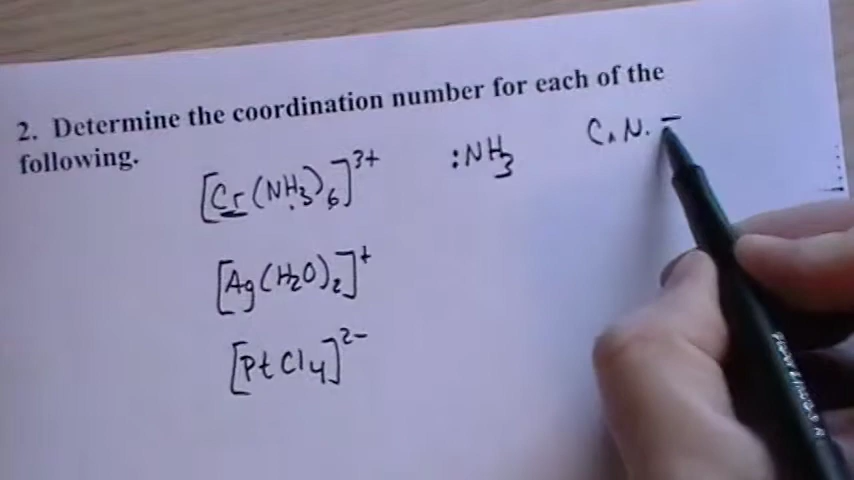 2. Determine the coordination number for each of the
following.
[Cr(NH₃)₆]³⁺ :NH₃ C.N. =
[Ag(H₂O)₂]⁺
[PtCl₄]²⁻